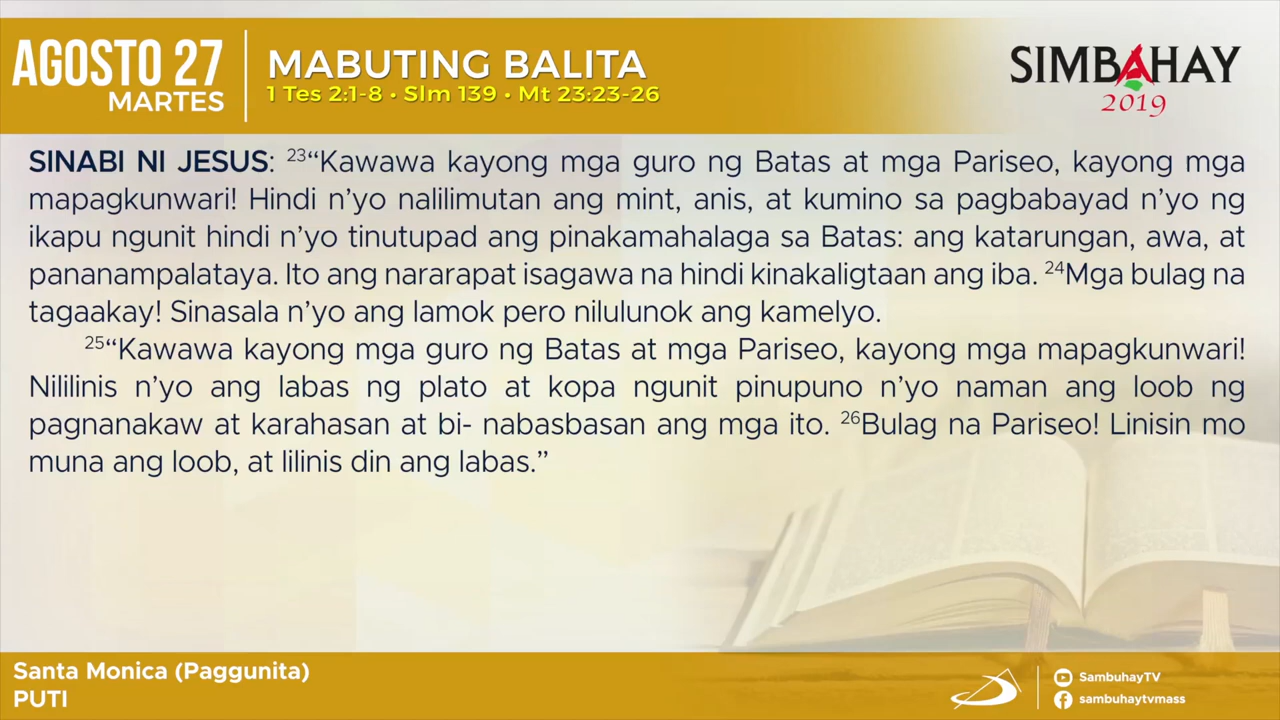 AGOSTO 27
MARTES
MABUTING BALITA
1 Tes 2:1-8 • Slm 139 • Mt 23:23-26
SIMBAHAY
2019
SINABI NI JESUS: 23“Kawawa kayong mga guro ng Batas at mga Pariseo, kayong mga
mapagkunwari! Hindi n’yo nalilimutan ang mint, anis, at kumino sa pagbabayad n’yo ng
ikapu ngunit hindi n’yo tinutupad ang pinakamahalaga sa Batas: ang katarungan, awa, at
pananampalataya. Ito ang nararapat isagawa na hindi kinakaligtaan ang iba. 24Mga bulag na
tagaakay! Sinasala n’yo ang lamok pero nilulunok ang kamelyo.
25“Kawawa kayong mga guro ng Batas at mga Pariseo, kayong mga mapagkunwari!
Nililinis n’yo ang labas ng plato at kopa ngunit pinupuno n’yo naman ang loob ng
pagnanakaw at karahasan at bi- nabasbasan ang mga ito. 26Bulag na Pariseo! Linisin mo
muna ang loob, at lilinis din ang labas.”
Santa Monica (Paggunita)
PUTI
SambuhayTV
sambuhaytvmass